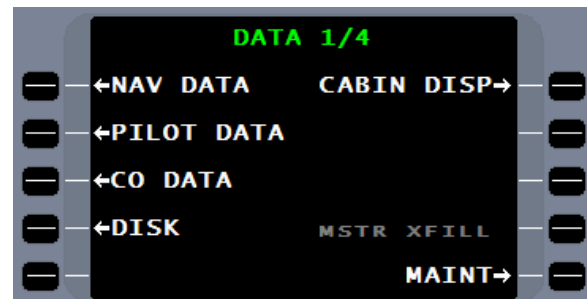 DATA 1/4
←NAV DATA CABIN DISP→
←PILOT DATA
←CO DATA
←DISK MSTR XFILL
MAINT→